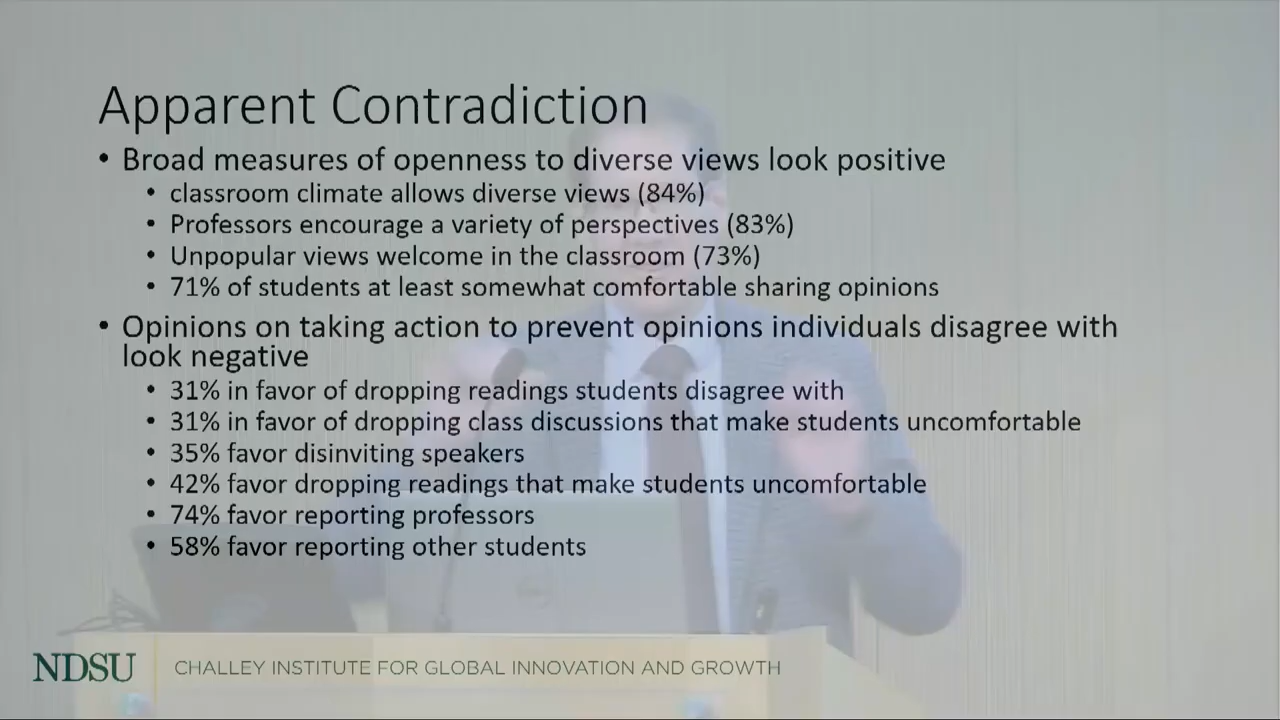 Apparent Contradiction
• Broad measures of openness to diverse views look positive
• classroom climate allows diverse views (84%)
• Professors encourage a variety of perspectives (83%)
• Unpopular views welcome in the classroom (73%)
• 71% of students at least somewhat comfortable sharing opinions
• Opinions on taking action to prevent opinions individuals disagree with
look negative
• 31% in favor of dropping readings students disagree with
• 31% in favor of dropping class discussions that make students uncomfortable
• 35% favor disinviting speakers
• 42% favor dropping readings that make students uncomfortable
• 74% favor reporting professors
• 58% favor reporting other students
NDSU CHALLEY INSTITUTE FOR GLOBAL INNOVATION AND GROWTH